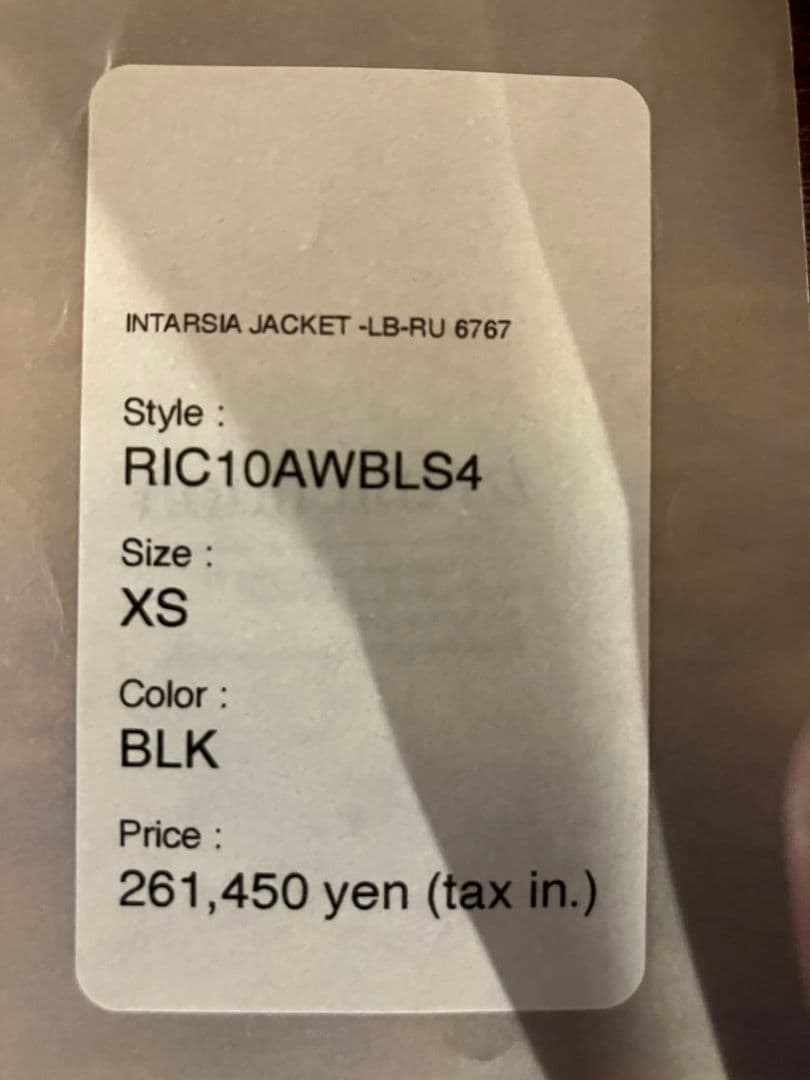 INTARSIA JACKET -LB-RU 6767
Style :
RIC10AWBLS4
Size :
XS
Color :
BLK
Price :
261,450 yen (tax in.)